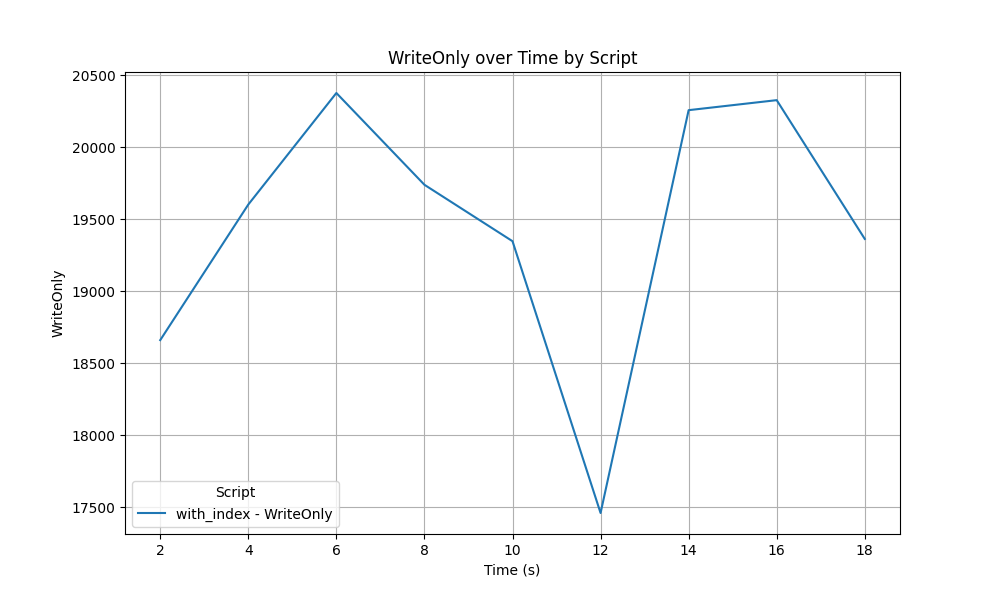 WriteOnly over Time by Script
20500
20000
19500
19000
18500
18000
17500
WriteOnly
Script
with_index - WriteOnly
2 4 6 8 10 12 14 16 18
Time (s)